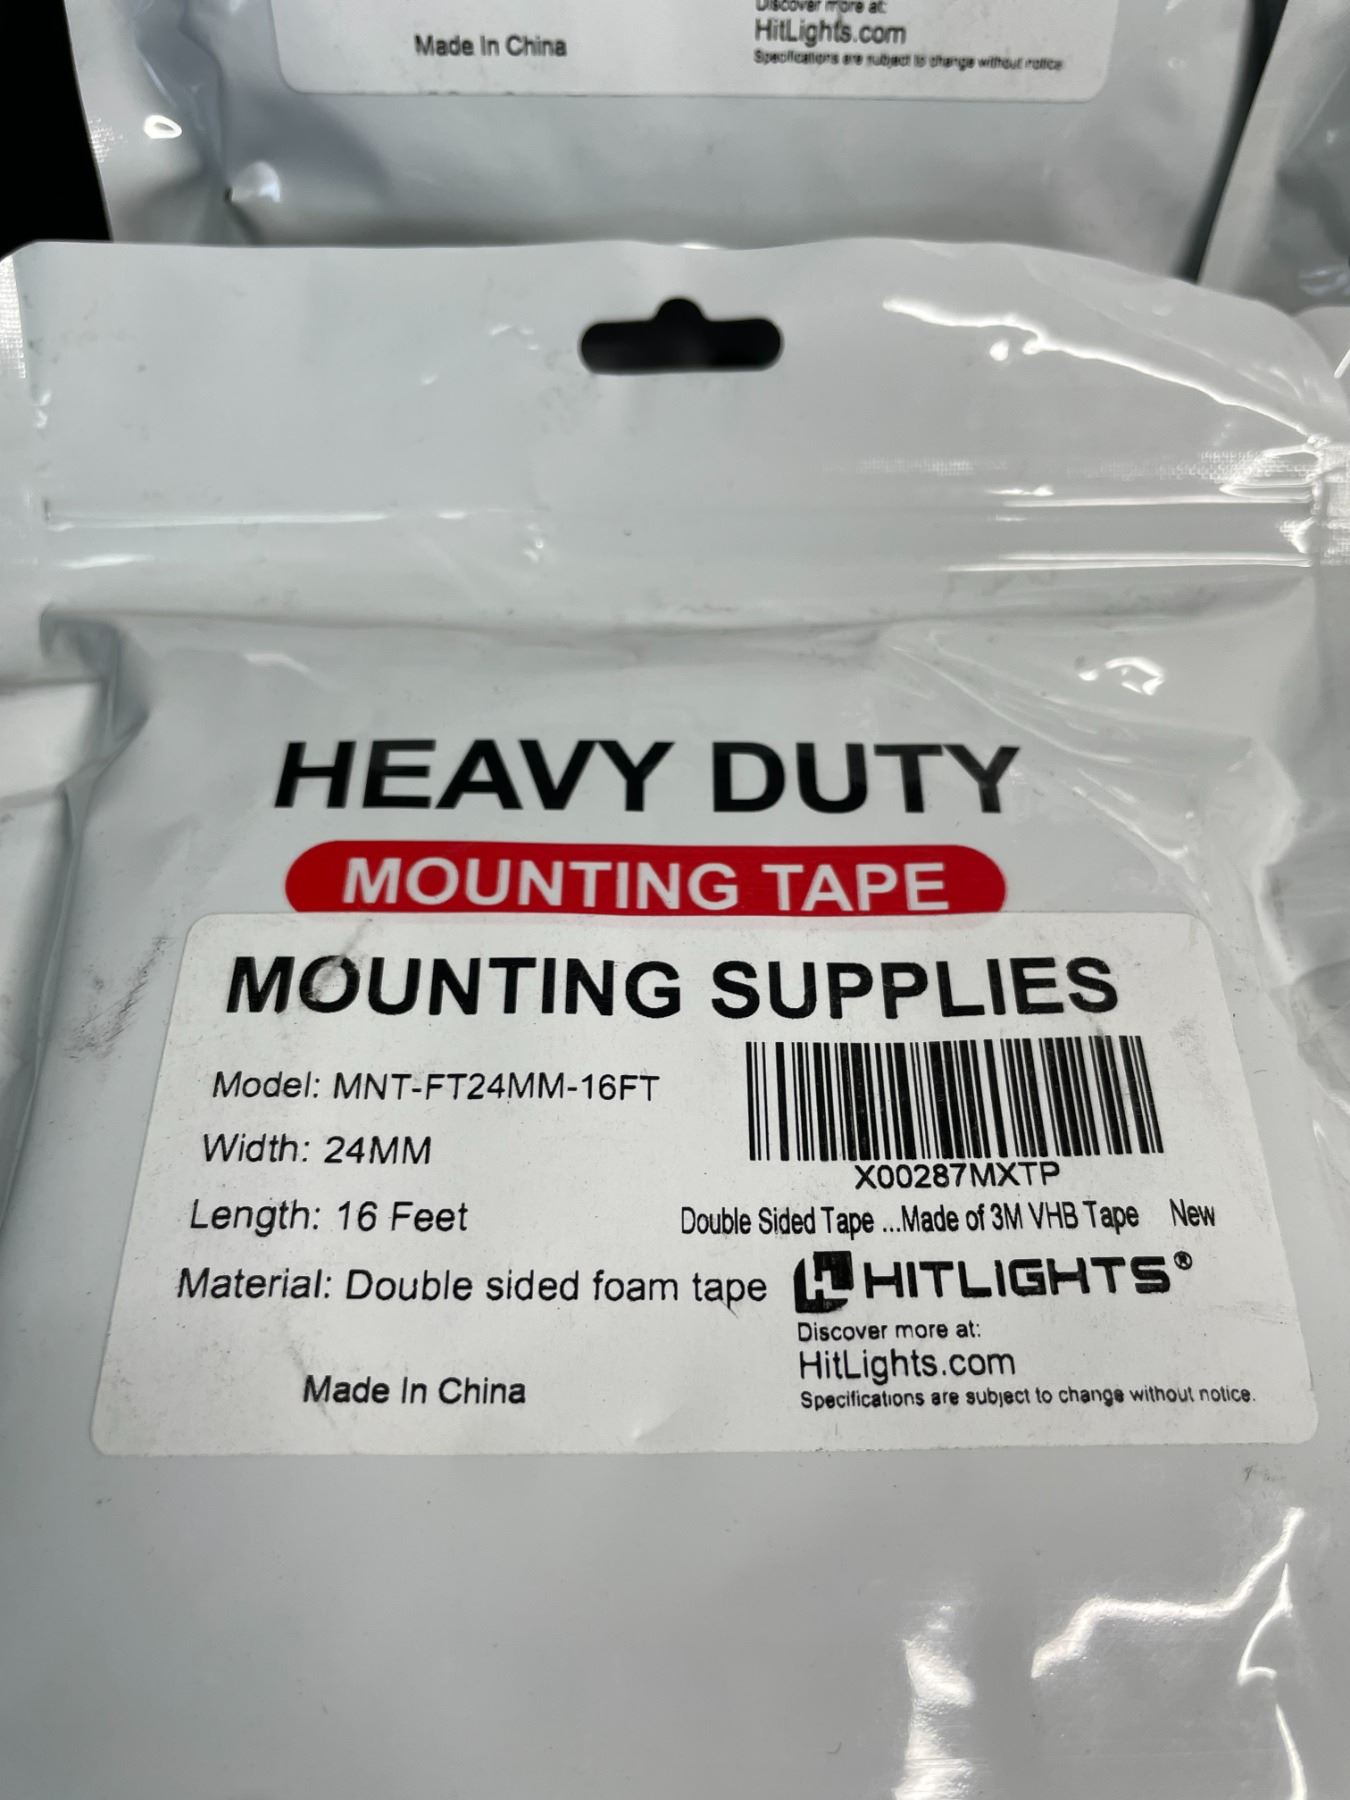 Made In China
Discover more at:
HitLights.com
Specifications are subject to change without notice
HEAVY DUTY
MOUNTING TAPE
MOUNTING SUPPLIES
Model: MNT-FT24MM-16FT
Width: 24MM
X00287MXTP
Length: 16 Feet
Double Sided Tape ...Made of 3M VHB Tape New
Material: Double sided foam tape
HITLIGHTS®
Discover more at:
HitLights.com
Made In China
Specifications are subject to change without notice.